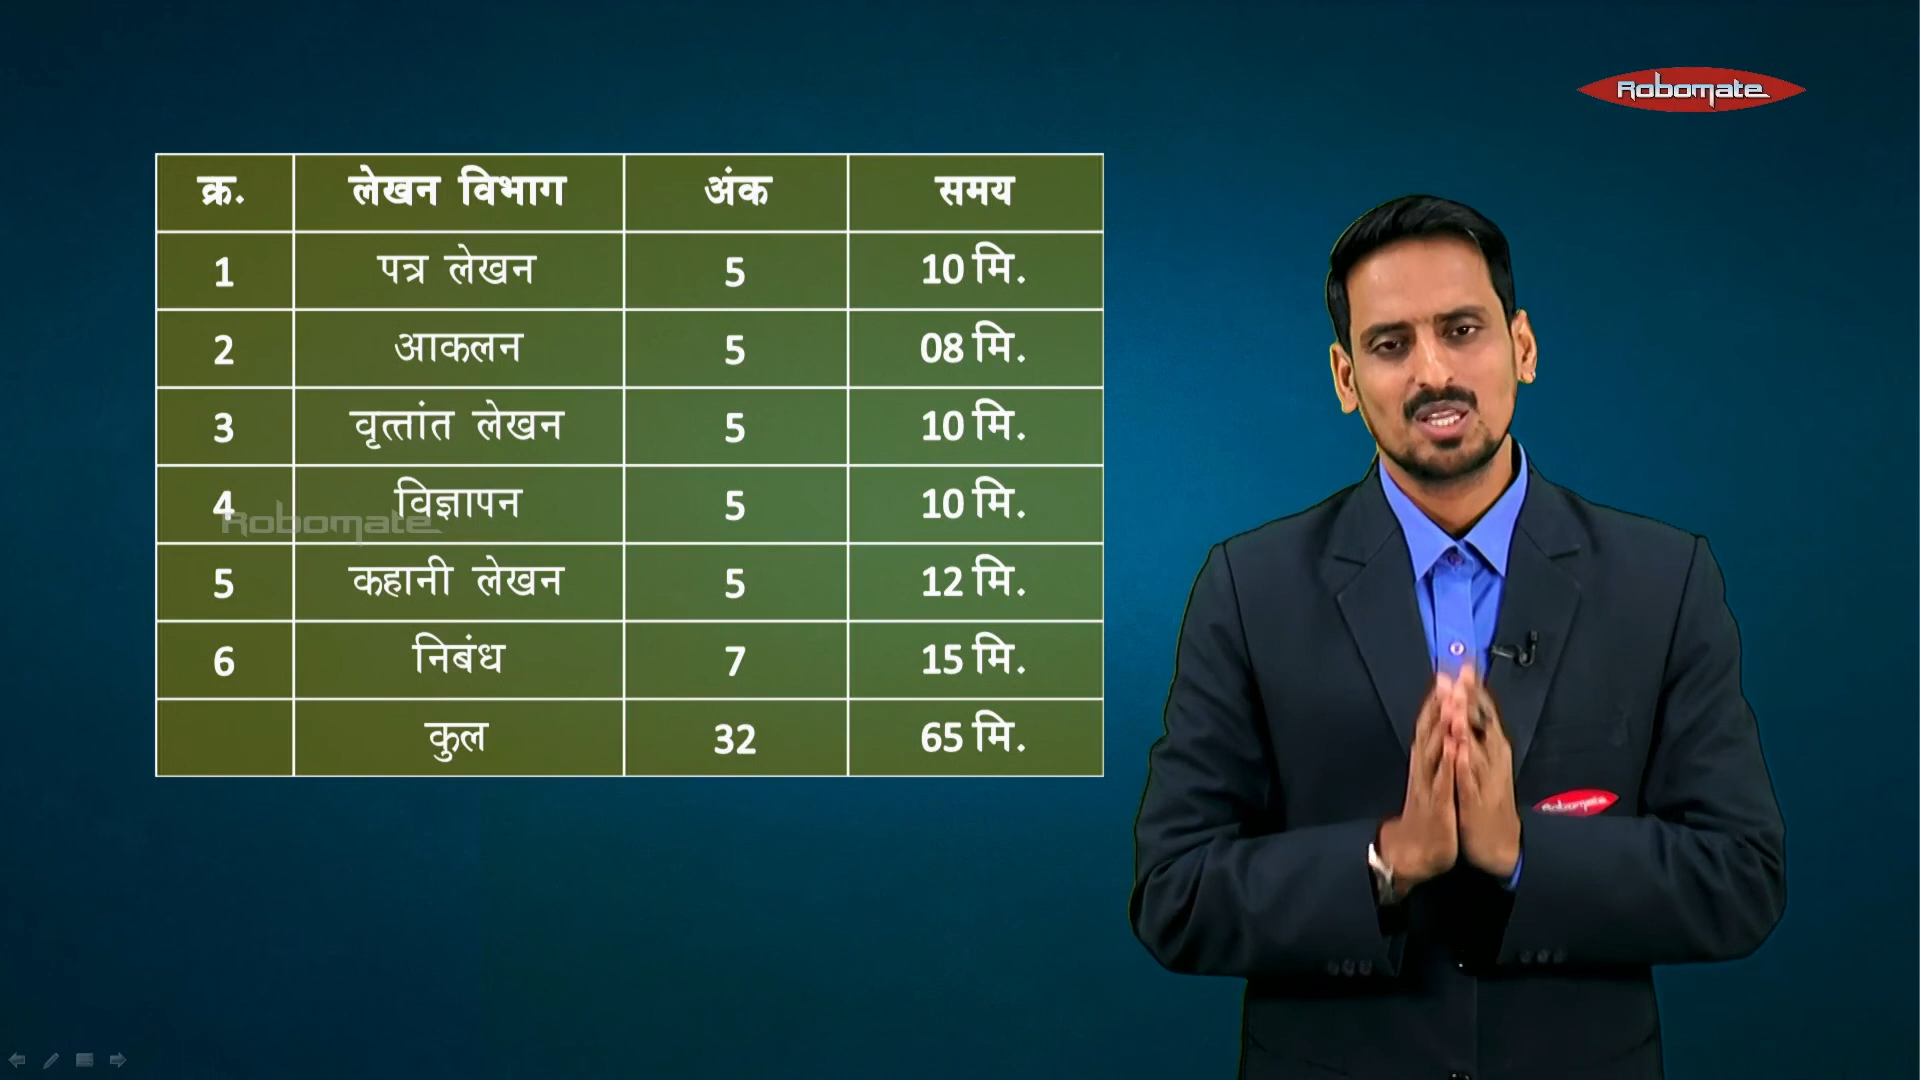 Robomate
क्र. लेखन विभाग अंक समय
1 पत्र लेखन 5 10 मि.
2 आकलन 5 08 मि.
3 वृत्तांत लेखन 5 10 मि.
4 विज्ञापन 5 10 मि.
Robomate
5 कहानी लेखन 5 12 मि.
6 निबंध 7 15 मि.
कुल 32 65 मि.
Robomate